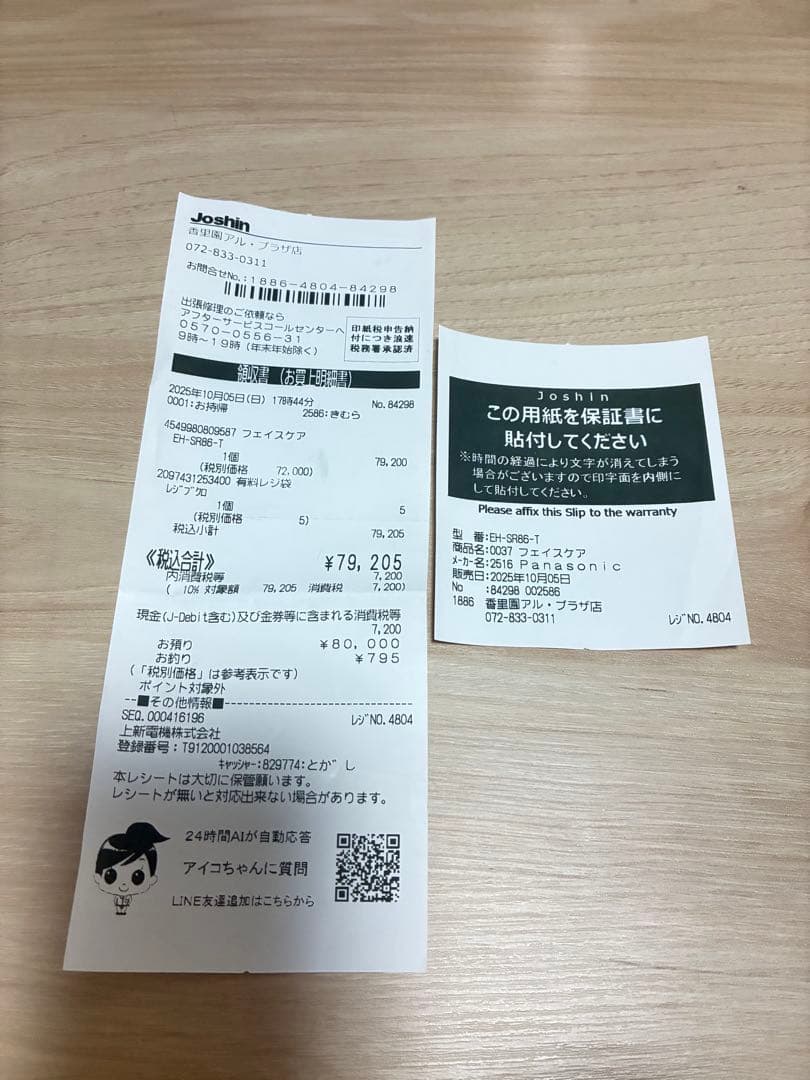 Joshin
香里園アル・プラザ店
072-833-0311
お問合せNo.:1886-4804-84298
出張修理のご依頼なら
アフターサービスコールセンターへ
0570-0556-31
9時~19時(年末年始除く)
印紙税申告納
付につき浪速
税務署承認済
領収書 (お買上明細書)
2025年10月05日(日) 17時44分 No.84298
0001:お持帰 2586:きむら
4549980809587 フェイスケア
EH-SR86-T
1個 79,200
(税別価格 72,000)
2097431253400 有料レジ袋
レジブクロ
1個 5
(税別価格 5)
税込小計 79,205
《税込合計》 ¥79,205
内消費税等 7,200
( 10% 対象額 79,205 消費税 7,200)
現金(J-Debit含む)及び金券等に含まれる消費税等
7,200
お預り ¥80,000
お釣り ¥795
(「税別価格」は参考表示です)
ポイント対象外
--■その他情報■--------------------
SEQ.000416196 レジNO.4804
上新電機株式会社
登録番号:T9120001038564
キャッシャー:829774:とがし
本レシートは大切に保管願います。
レシートが無いと対応出来ない場合があります。
24時間AIが自動応答
アイコちゃんに質問
LINE友達追加はこちらから
Joshin
この用紙を保証書に
貼付してください
※時間の経過により文字が消えてしまう
場合がございますので印字面を内側に
して貼付してください。
Please affix this Slip to the warranty
型 番:EH-SR86-T
商品名:0037 フェイスケア
メーカー名:2516 Panasonic
販売日:2025年10月05日
No :84298 002586
1886 香里園アル・プラザ店
072-833-0311 レジNO.4804